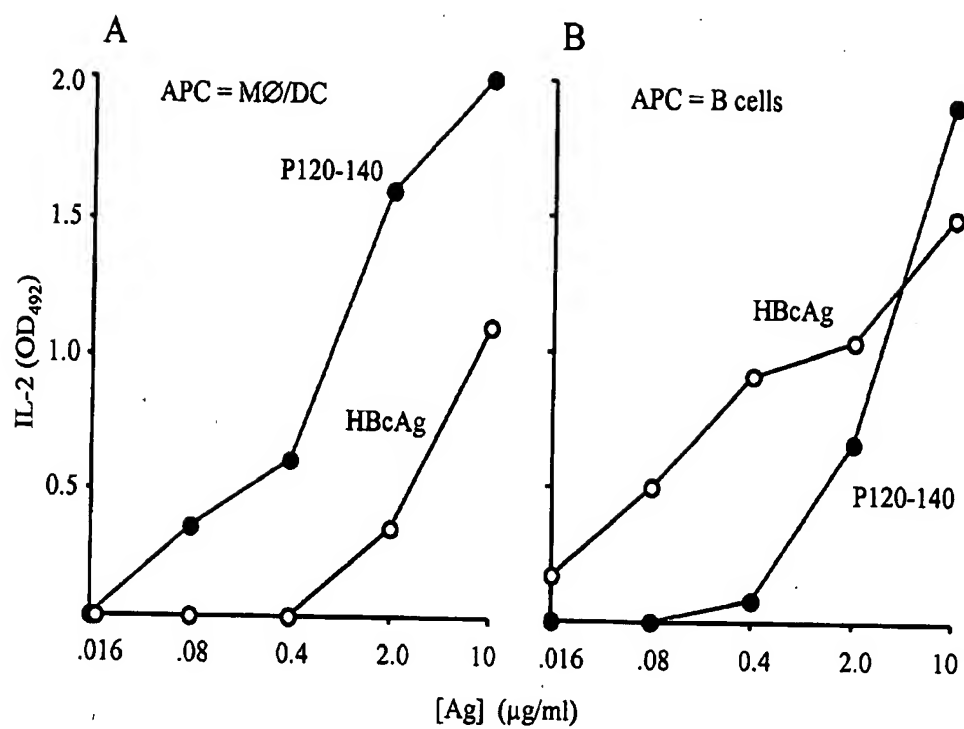 A
B
APC = MØ/DC
APC = B cells
P120-140
HBcAg
HBcAg
P120-140
IL-2 (OD492)
2.0
1.5
1.0
0.5
.016 .08 0.4 2.0 10
.016 .08 0.4 2.0 10
[Ag] (µg/ml)